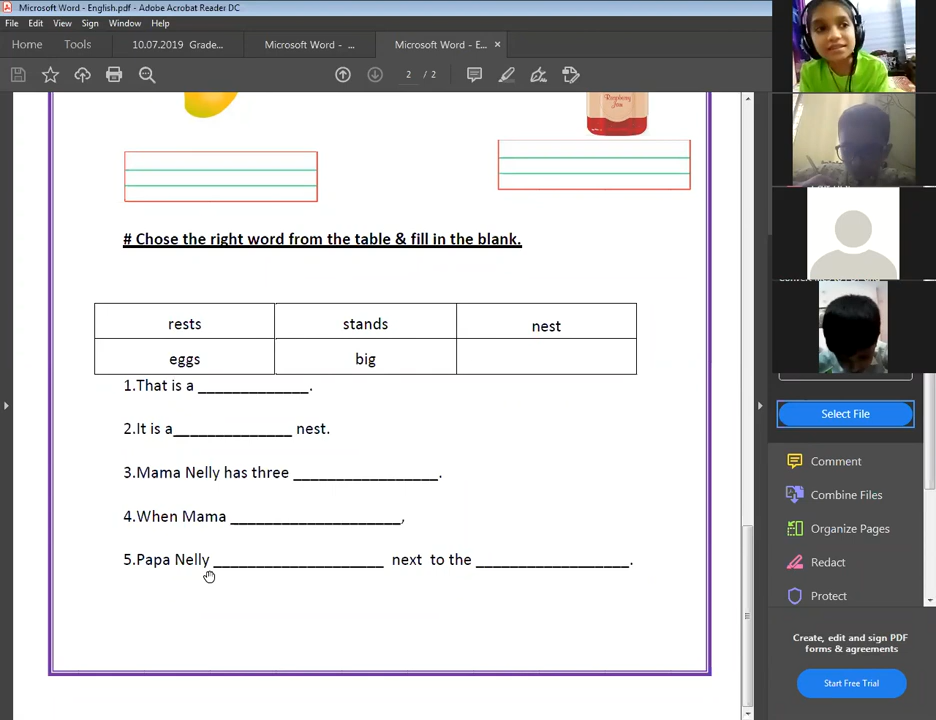 Microsoft Word - English.pdf - Adobe Acrobat Reader DC
File Edit View Sign Window Help
Home Tools 10.07.2019 Grade... Microsoft Word - ... Microsoft Word - E... ×
2 / 2
Raspberry
Jam
# Chose the right word from the table & fill in the blank.
rests stands nest
eggs big
1.That is a _____________.
2.It is a______________ nest.
3.Mama Nelly has three _________________.
4.When Mama ____________________,
5.Papa Nelly ____________________ next to the __________________.
Select File
Comment
Combine Files
Organize Pages
Redact
Protect
Create, edit and sign PDF
forms & agreements
Start Free Trial